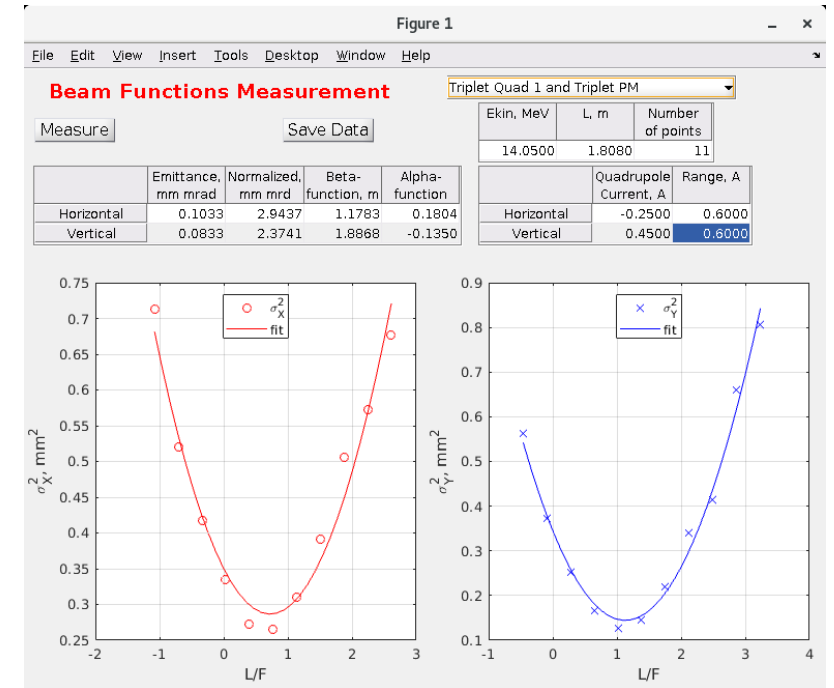 Figure 1
File Edit View Insert Tools Desktop Window Help
Beam Functions Measurement
Triplet Quad 1 and Triplet PM
Measure
Save Data
Ekin, MeV L, m Number of points
14.0500 1.8080 11
Emittance, mm mrad Normalized, mm mrd Beta-function, m Alpha-function
Horizontal 0.1033 2.9437 1.1783 0.1804
Vertical 0.0833 2.3741 1.8868 -0.1350
Quadrupole Current, A Range, A
Horizontal -0.2500 0.6000
Vertical 0.4500 0.6000
0.75
0.7
0.65
0.6
0.55
0.5
0.45
0.4
0.35
0.3
0.25
-2 -1 0 1 2 3
L/F
σ²X, mm²
σ²X
fit
0.9
0.8
0.7
0.6
0.5
0.4
0.3
0.2
0.1
-1 0 1 2 3 4
L/F
σ²Y, mm²
σ²Y
fit